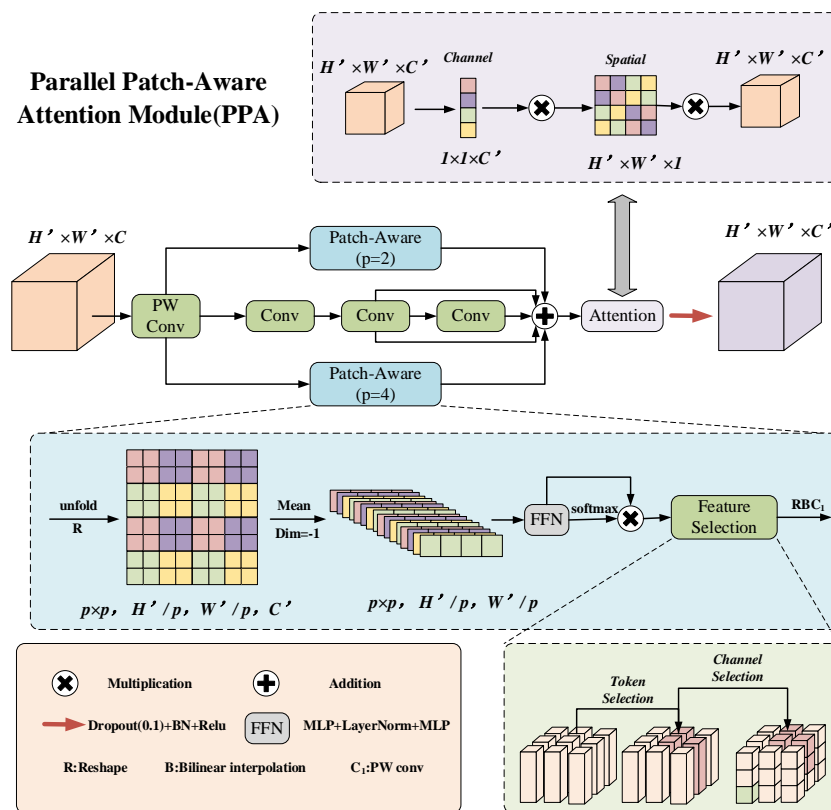 Parallel Patch-Aware
Attention Module(PPA)
Channel
Spatial
H'×W'×C'
H'×W'×C'
1×1×C'
H'×W'×1
H'×W'×C
H'×W'×C'
Patch-Aware
(p=2)
PW
Conv
Conv
Conv
Conv
Attention
Patch-Aware
(p=4)
unfold
R
Mean
Dim=-1
FFN
softmax
Feature
Selection
RBC₁
p×p, H'/p, W'/p, C'
p×p, H'/p, W'/p
Multiplication
Addition
Dropout(0.1)+BN+Relu
FFN
MLP+LayerNorm+MLP
R:Reshape
B:Bilinear interpolation
C₁:PW conv
Token
Selection
Channel
Selection